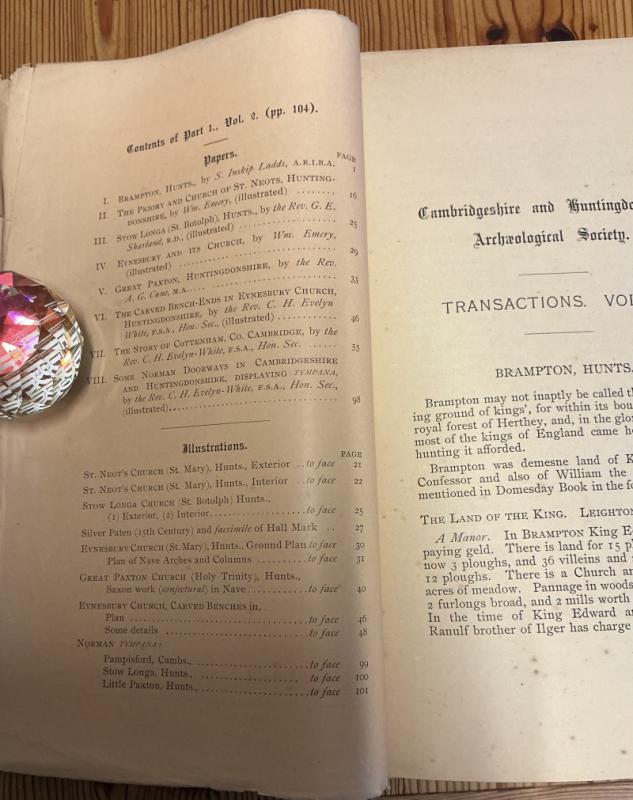 Contents of Part 1., Vol. 2. (pp. 104).
Papers.
PAGE
I. BRAMPTON, HUNTS., by S. Inskip Ladds, A.R.I.B.A. 1
II. THE PRIORY AND CHURCH OF ST. NEOTS, HUNTING-
DONSHIRE, by Wm. Emery, (illustrated) ........ 16
III. STOW LONGA (St. Botolph), HUNTS., by the Rev. G. E.
Sharland, R.D., (illustrated) .................... 25
IV. EYNESBURY AND ITS CHURCH, by Wm. Emery,
(illustrated) .............................. 29
V. GREAT PAXTON, HUNTINGDONSHIRE, by the Rev.
A. G. Cane, M.A..... ............................ 33
VI. THE CARVED BENCH-ENDS IN EYNESBURY CHURCH,
HUNTINGDONSHIRE, by the Rev. C. H. Evelyn
White, F.S.A., Hon. Sec., (illustrated) ............ 46
VII. THE STORY OF COTTENHAM, CO. CAMBRIDGE, by the
Rev. C. H. Evelyn-White, F.S.A., Hon. Sec. ...... 55
VIII. SOME NORMAN DOORWAYS IN CAMBRIDGESHIRE
AND HUNTINGDONSHIRE, DISPLAYING TYMPANA,
by the Rev. C. H. Evelyn-White, F.S.A., Hon. Sec.,
(illustrated)..................................... 98
Illustrations.
PAGE
ST. NEOT'S CHURCH (St. Mary), Hunts., Exterior ..to face 21
ST. NEOT'S CHURCH (St. Mary), Hunts., Interior ..to face 22
STOW LONGA CHURCH (St. Botolph) HUNTS.,
(1) Exterior, (2) Interior.................to face 25
Silver Paten (15th Century) and facsimile of Hall Mark .. 27
EYNESBURY CHURCH (St. Mary), Hunts., Ground Plan to face 30
Plan of Nave Arches and Columns ............to face 31
GREAT PAXTON CHURCH (Holy Trinity), HUNTS.,
Saxon work (conjectural) in Nave............to face 40
EYNESBURY CHURCH, CARVED BENCHES in,
Plan ..............................to face 46
Some details ........................to face 48
NORMAN TYMPANA:
Pampisford, Cambs.,......................to face 99
Stow Longa, Hunts., ......................to face 100
Little Paxton, Hunts., .....................to face 101
Cambridgeshire and Huntingdo
Archæological Society.
TRANSACTIONS. VOL
BRAMPTON, HUNTS.
Brampton may not inaptly be called th
ing ground of kings', for within its bou
royal forest of Herthey, and, in the glo
most of the kings of England came he
hunting it afforded.
Brampton was demesne land of K
Confessor and also of William the
mentioned in Domesday Book in the fo
THE LAND OF THE KING. LEIGHTON
A Manor. In BRAMPTON King E
paying geld. There is land for 15 pl
now 3 ploughs, and 36 villeins and
12 ploughs. There is a Church an
acres of meadow. Pannage in woods
2 furlongs broad, and 2 mills worth
In the time of King Edward an
Ranulf brother of Ilger has charge